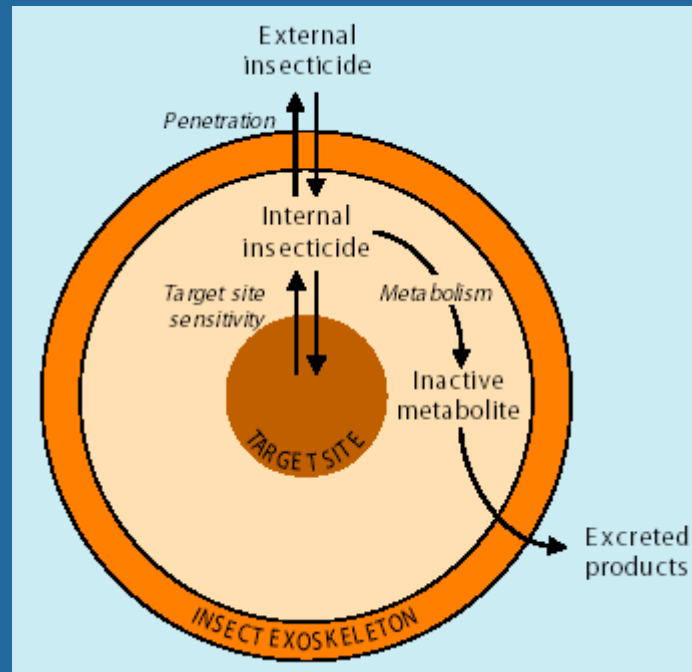 External
insecticide
Penetration
Internal
insecticide
Target site
sensitivity
Metabolism
Inactive
metabolite
TARGET SITE
Excreted
products
INSECT EXOSKELETON